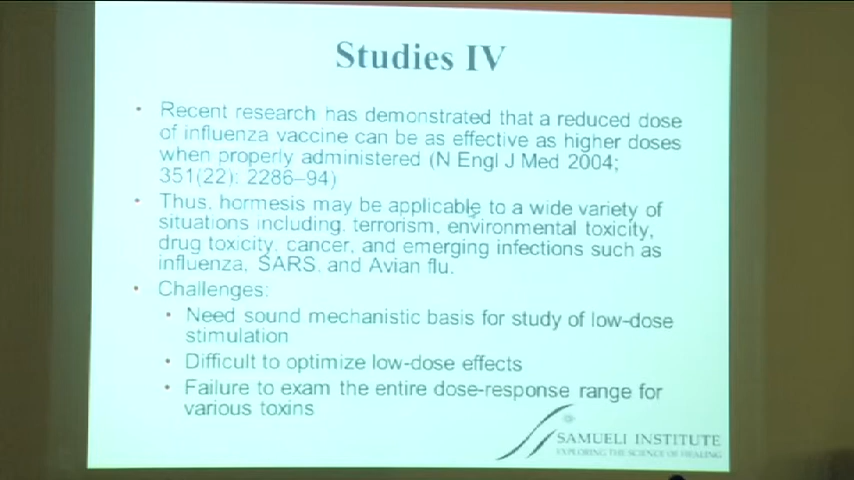 Studies IV
• Recent research has demonstrated that a reduced dose
of influenza vaccine can be as effective as higher doses
when properly administered (N Engl J Med 2004;
351(22): 2286–94)
• Thus, hormesis may be applicable to a wide variety of
situations including, terrorism, environmental toxicity,
drug toxicity, cancer, and emerging infections such as
influenza, SARS, and Avian flu.
• Challenges:
• Need sound mechanistic basis for study of low-dose
stimulation
• Difficult to optimize low-dose effects
• Failure to exam the entire dose-response range for
various toxins
SAMUELI INSTITUTE
EXPLORING THE SCIENCE OF HEALING